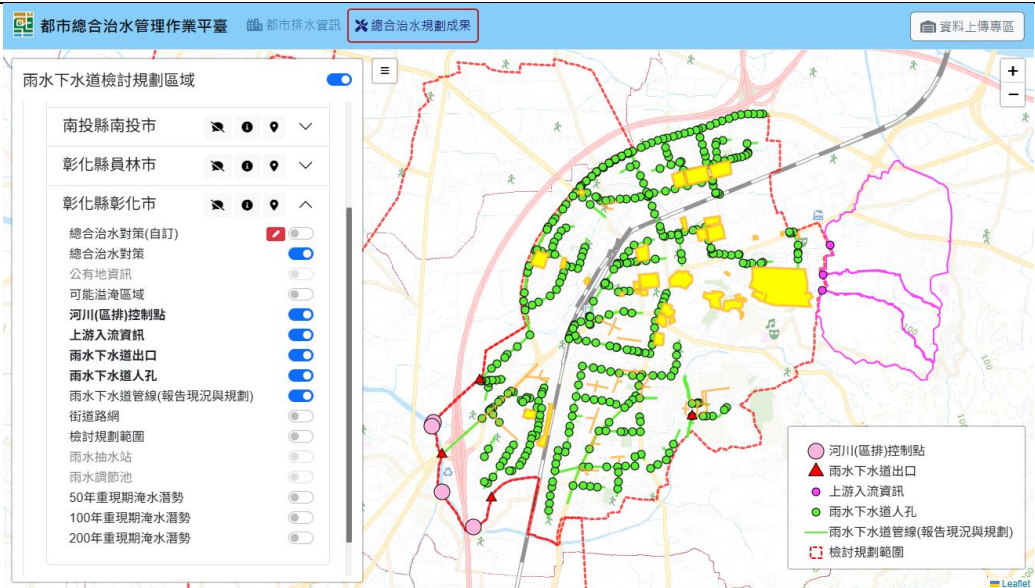 都市總合治水管理作業平臺
都市排水資訊
總合治水規劃成果
資料上傳專區
雨水下水道檢討規劃區域
南投縣南投市
彰化縣員林市
彰化縣彰化市
總合治水對策(自訂)
總合治水對策
公有地資訊
可能溢淹區域
河川(區排)控制點
上游入流資訊
雨水下水道出口
雨水下水道人孔
雨水下水道管線(報告現況與規劃)
街道路網
檢討規劃範圍
雨水抽水站
雨水調節池
50年重現期淹水潛勢
100年重現期淹水潛勢
200年重現期淹水潛勢
+
−
100
100
100
河川(區排)控制點
雨水下水道出口
上游入流資訊
雨水下水道人孔
雨水下水道管線(報告現況與規劃)
檢討規劃範圍
Leaflet